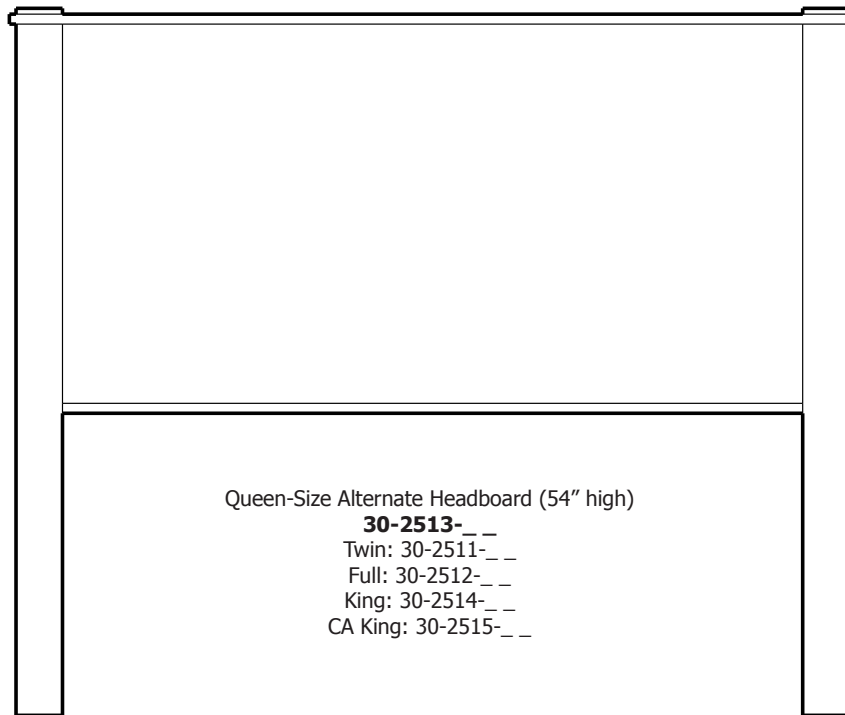 Queen-Size Alternate Headboard (54” high)
30-2513-_ _
Twin: 30-2511-_ _
Full: 30-2512-_ _
King: 30-2514-_ _
CA King: 30-2515-_ _